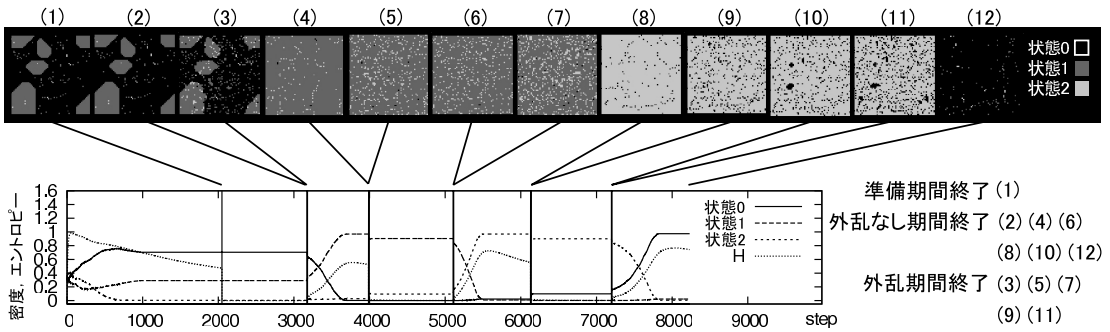 (1) (2) (3) (4) (5) (6) (7) (8) (9) (10) (11) (12)
状態0
状態1
状態2
密度, エントロピー
1.6
1.2
1
0.8
0.4
0.2
0
状態0
状態1
状態2
H
0 1000 2000 3000 4000 5000 6000 7000 8000 9000 step
準備期間終了 (1)
外乱なし期間終了 (2) (4) (6)
(8) (10) (12)
外乱期間終了 (3) (5) (7)
(9) (11)